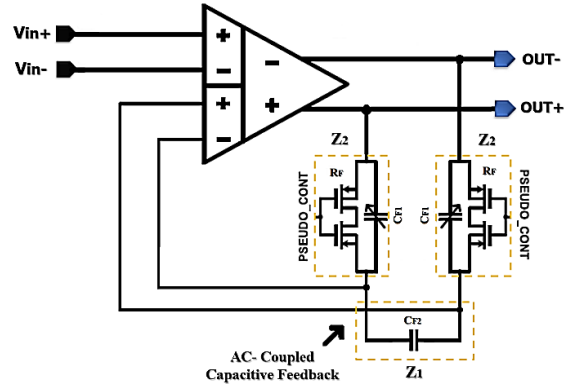 Vin+
+
Vin-
−
−
OUT-
+
+
OUT+
−
Z2
Z2
RF
RF
PSEUDO_CONT
CF1
CF1
PSEUDO_CONT
CF2
AC- Coupled
Capacitive Feedback
Z1